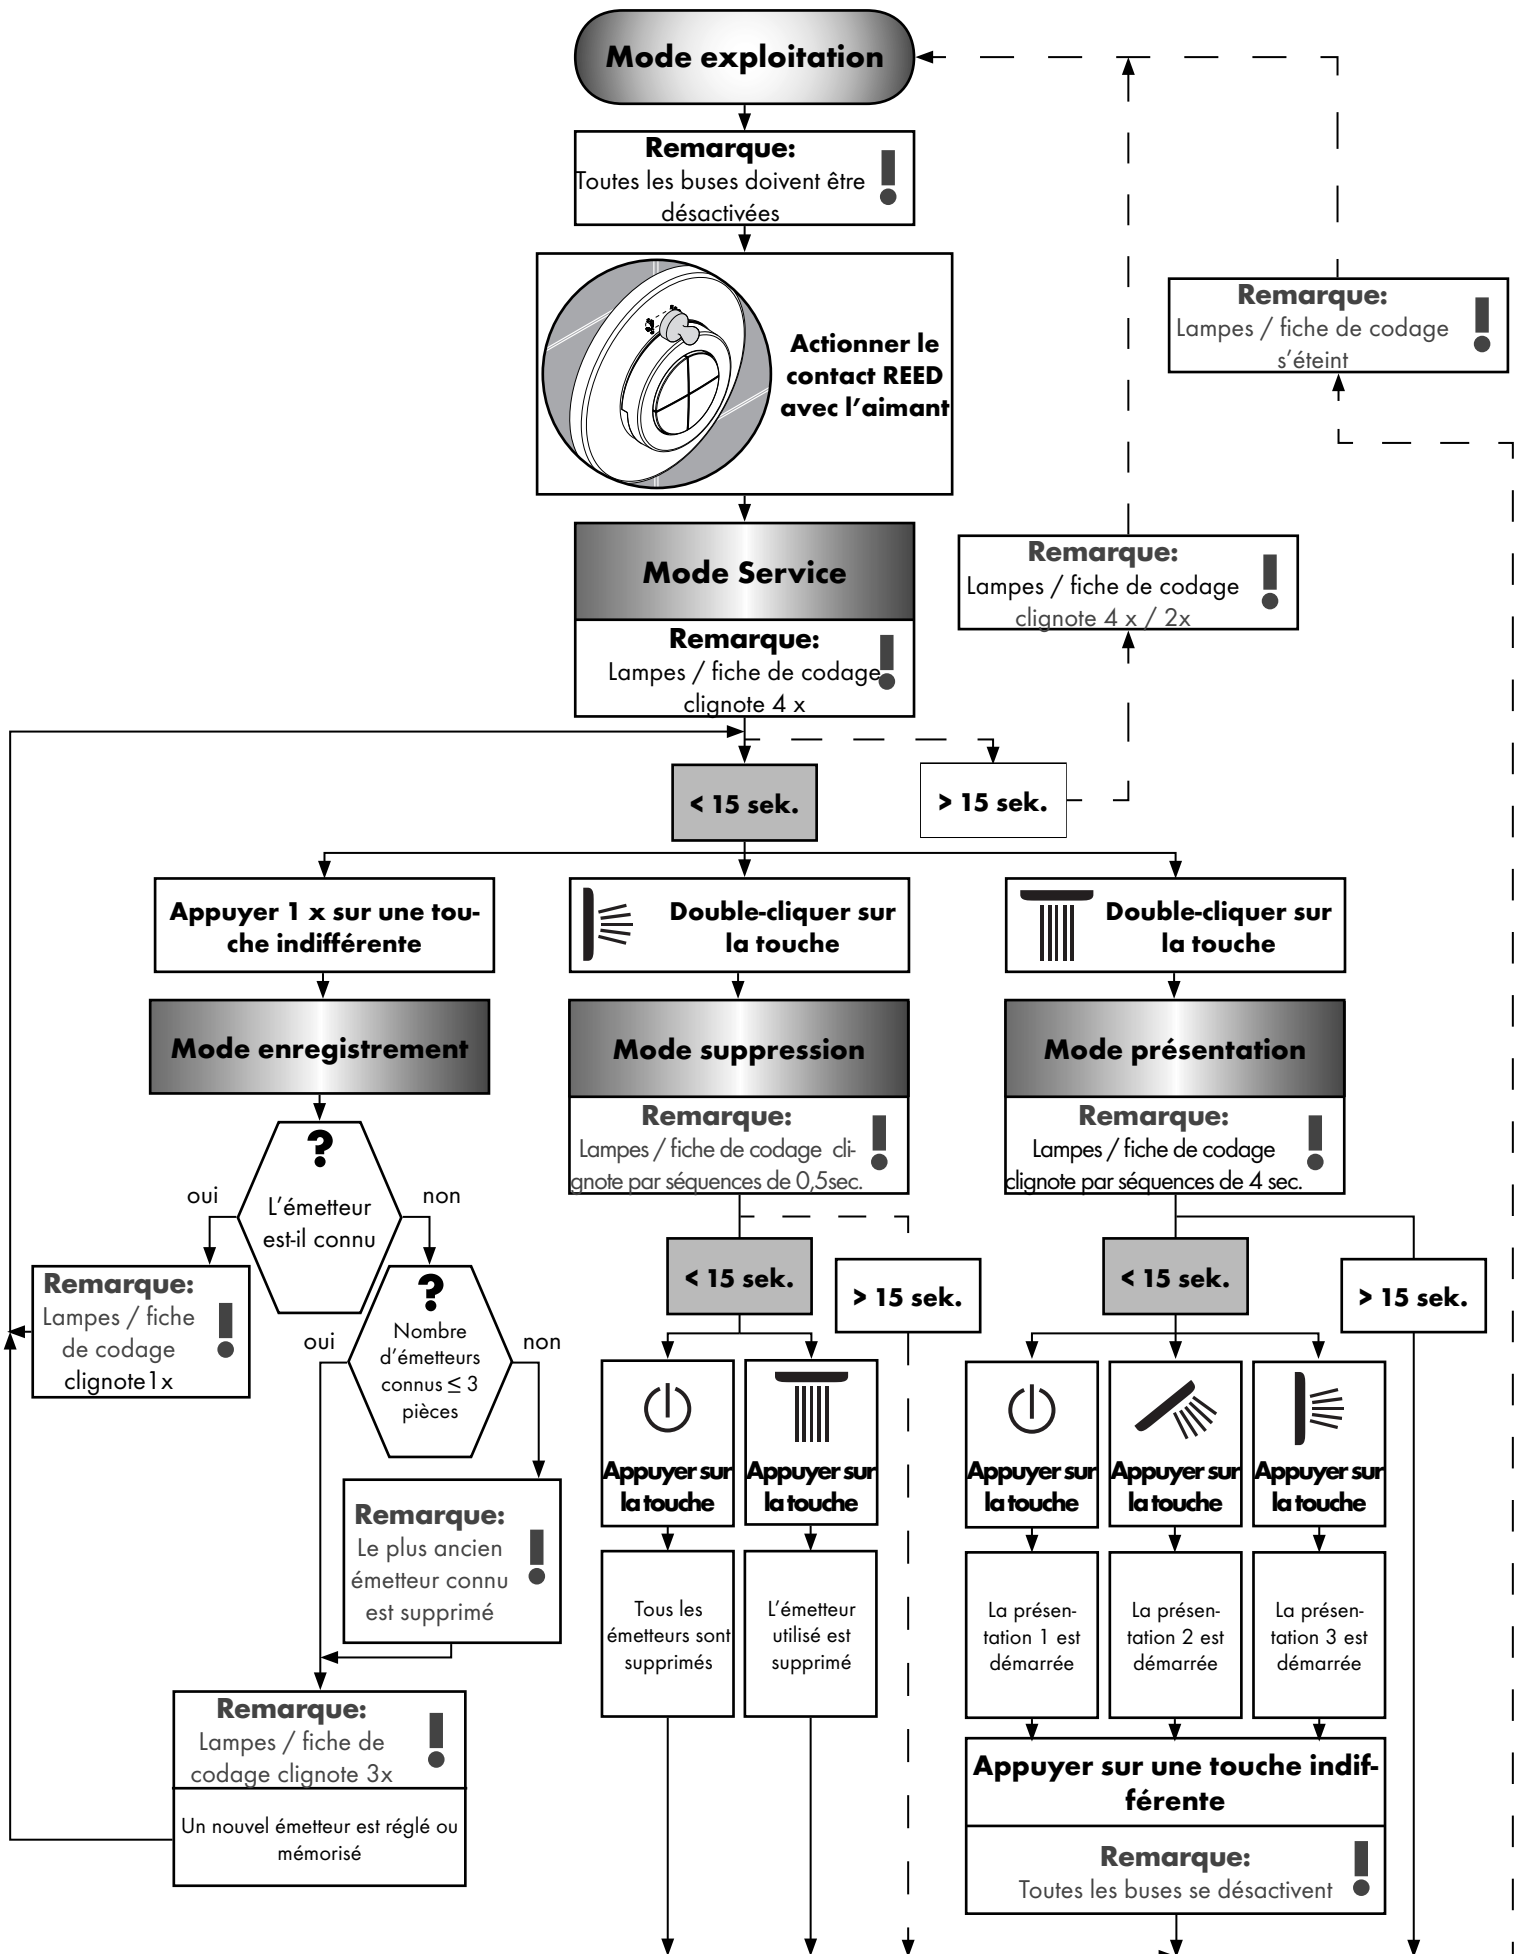 Mode exploitation
Remarque:
Toutes les buses doivent être
désactivées
Actionner le
contact REED
avec l'aimant
Remarque:
Lampes / fiche de codage
s'éteint
Mode Service
Remarque:
Lampes / fiche de codage
clignote 4 x
Remarque:
Lampes / fiche de codage
clignote 4 x / 2x
< 15 sek.
> 15 sek.
Appuyer 1 x sur une tou-
che indifférente
Double-cliquer sur
la touche
Double-cliquer sur
la touche
Mode enregistrement
Mode suppression
Remarque:
Lampes / fiche de codage cli-
gnote par séquences de 0,5sec.
Mode présentation
Remarque:
Lampes / fiche de codage
clignote par séquences de 4 sec.
?
L'émetteur
est-il connu
oui
non
Remarque:
Lampes / fiche
de codage
clignote1x
?
Nombre
d'émetteurs
connus ≤ 3
pièces
oui
non
Remarque:
Le plus ancien
émetteur connu
est supprimé
Remarque:
Lampes / fiche de
codage clignote 3x
Un nouvel émetteur est réglé ou
mémorisé
< 15 sek.
> 15 sek.
Appuyer sur
la touche
Appuyer sur
la touche
Tous les
émetteurs sont
supprimés
L'émetteur
utilisé est
supprimé
< 15 sek.
> 15 sek.
Appuyer sur
la touche
Appuyer sur
la touche
Appuyer sur
la touche
La présen-
tation 1 est
démarrée
La présen-
tation 2 est
démarrée
La présen-
tation 3 est
démarrée
Appuyer sur une touche indif-
férente
Remarque:
Toutes les buses se désactivent